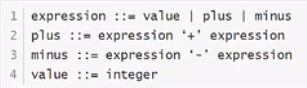 1 expression ::= value | plus | minus
2 plus ::= expression ‘+’ expression
3 minus ::= expression ‘-’ expression
4 value ::= integer